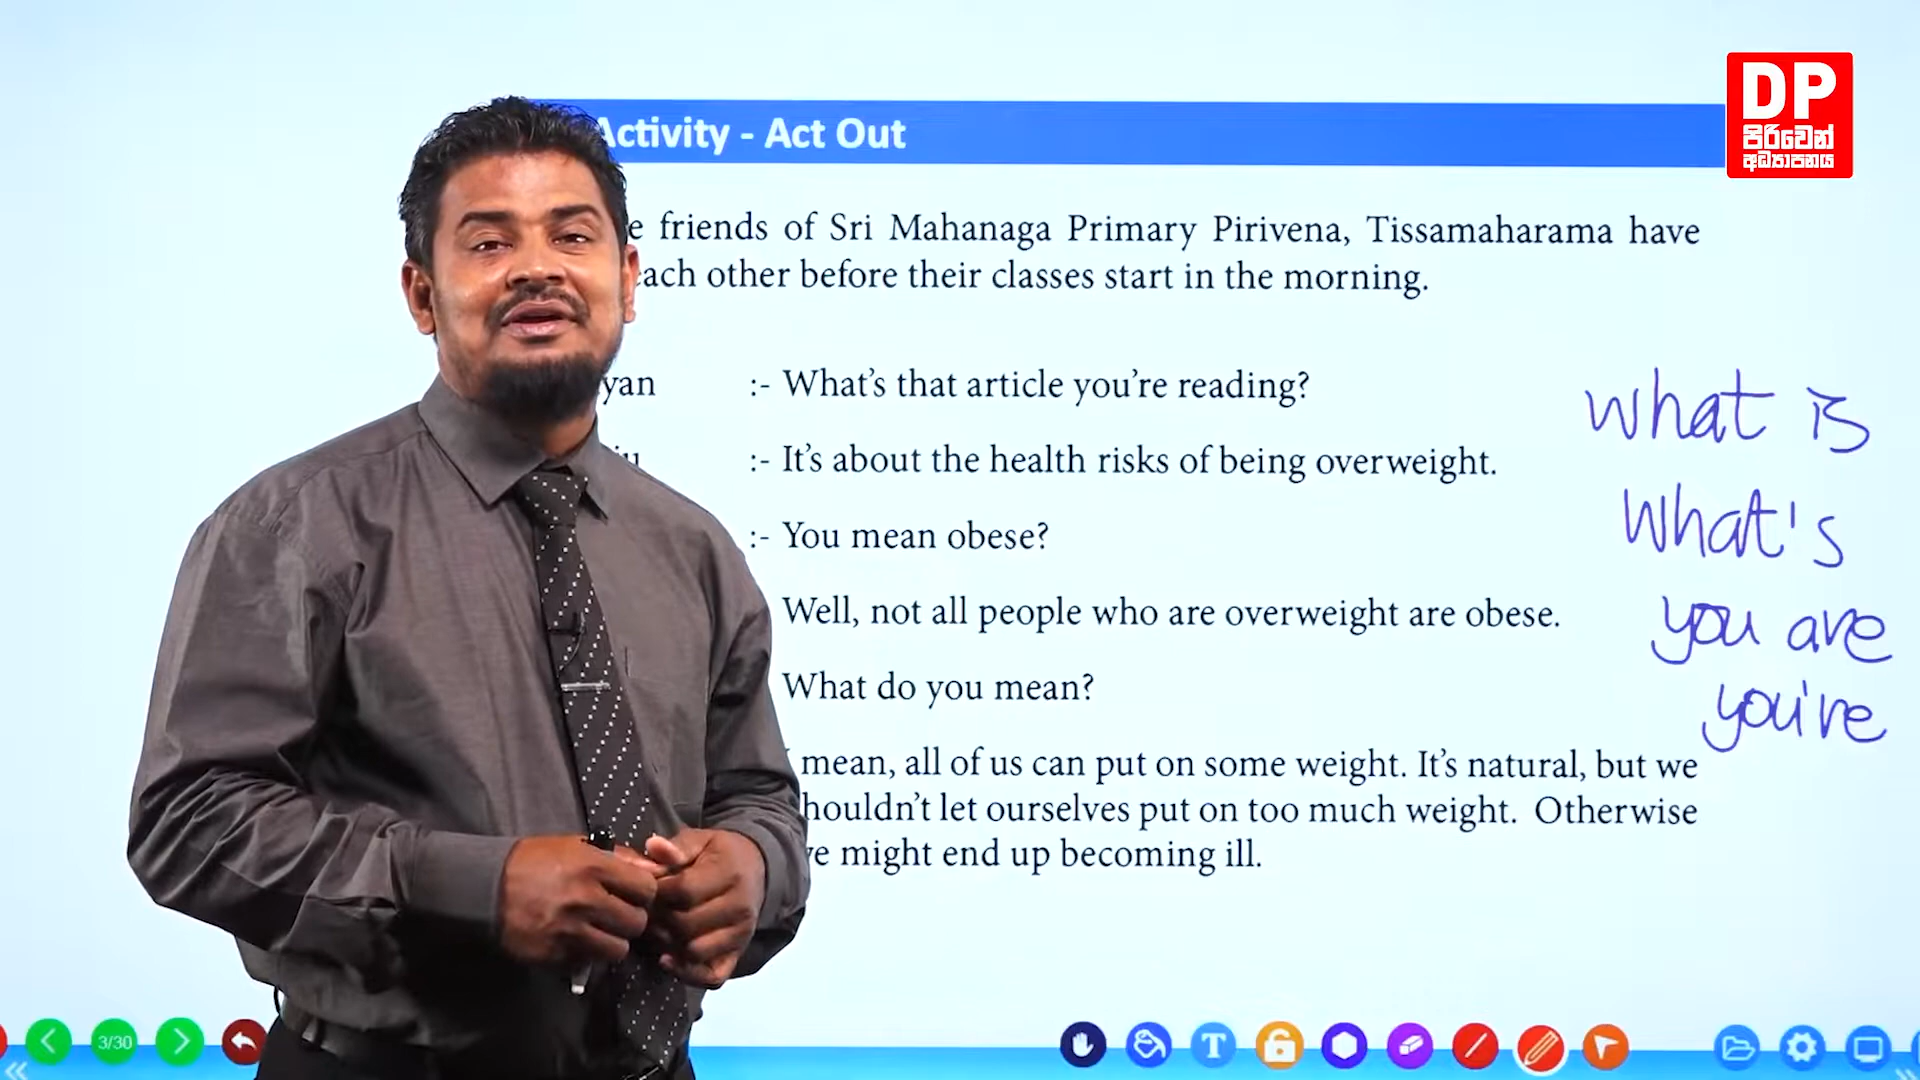 DP
පිරිවෙන්
අධ්‍යාපනය
Activity - Act Out
friends of Sri Mahanaga Primary Pirivena, Tissamaharama have
each other before their classes start in the morning.
yan :- What's that article you're reading?
:- It's about the health risks of being overweight.
:- You mean obese?
Well, not all people who are overweight are obese.
What do you mean?
mean, all of us can put on some weight. It's natural, but we
houldn't let ourselves put on too much weight. Otherwise
might end up becoming ill.
what is
what's
you are
you're
3/30
T